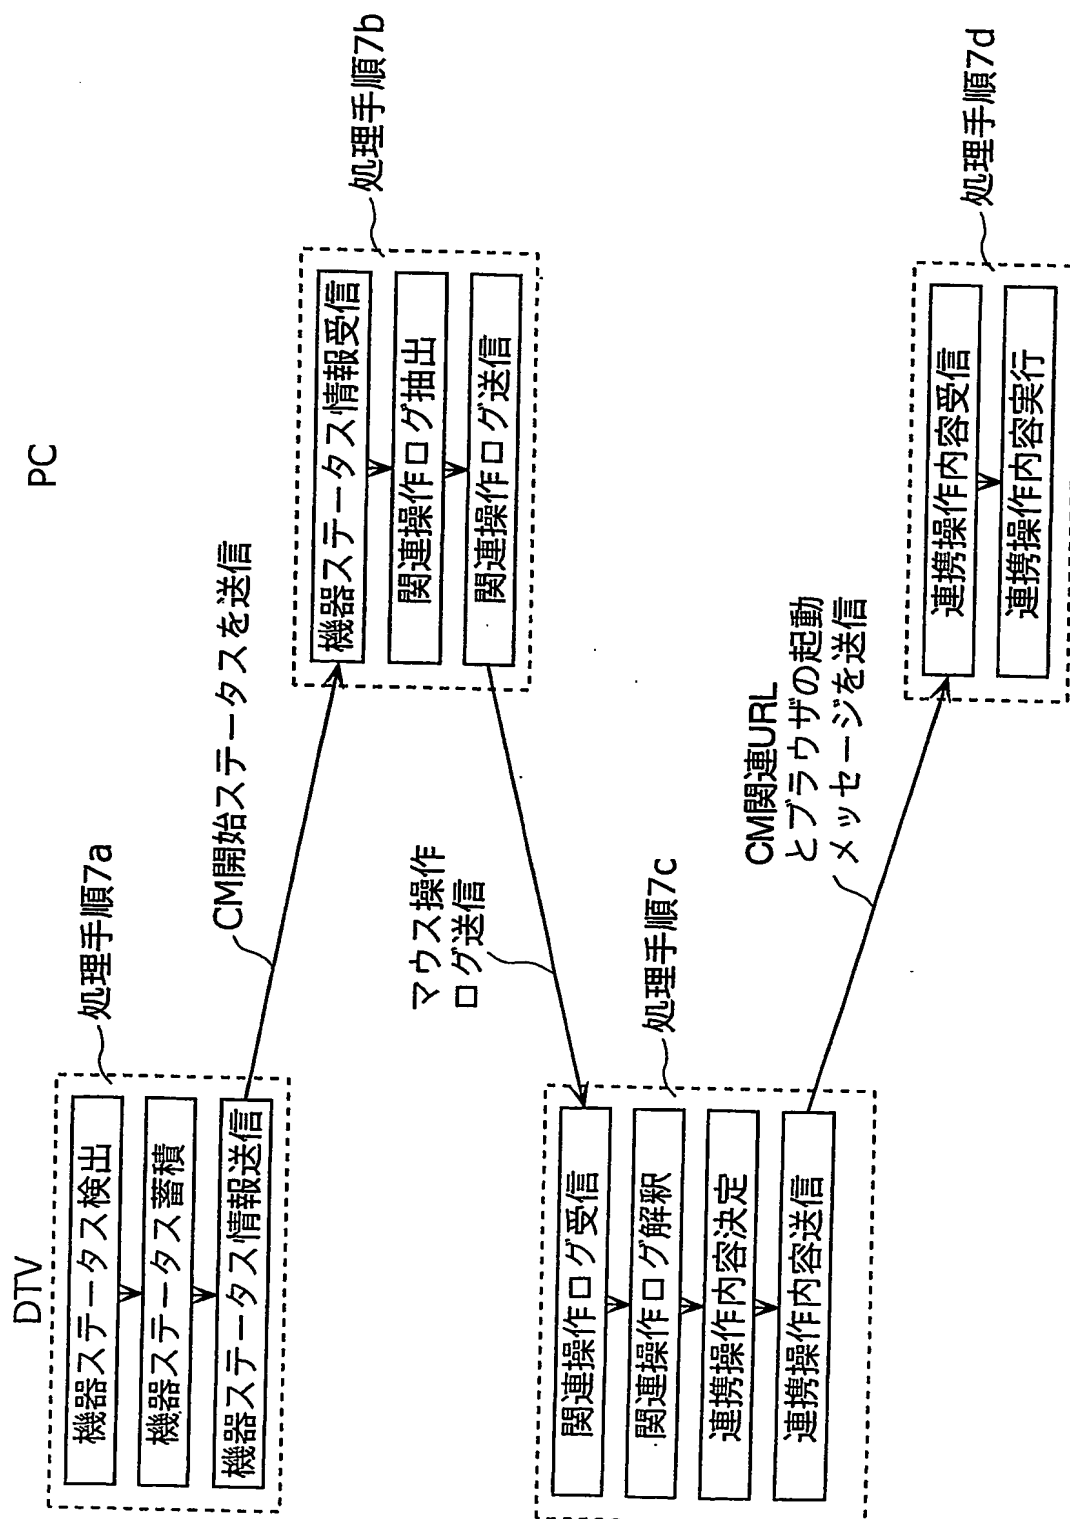 DTV
PC
処理手順7a
機器ステータス検出
機器ステータス蓄積
機器ステータス情報送信
CM開始ステータスを送信
処理手順7b
機器ステータス情報受信
関連操作ログ抽出
関連操作ログ送信
マウス操作
ログ送信
処理手順7c
関連操作ログ受信
関連操作ログ解釈
連携操作内容決定
連携操作内容送信
CM関連URL
とブラウザの起動
メッセージを送信
処理手順7d
連携操作内容受信
連携操作内容実行